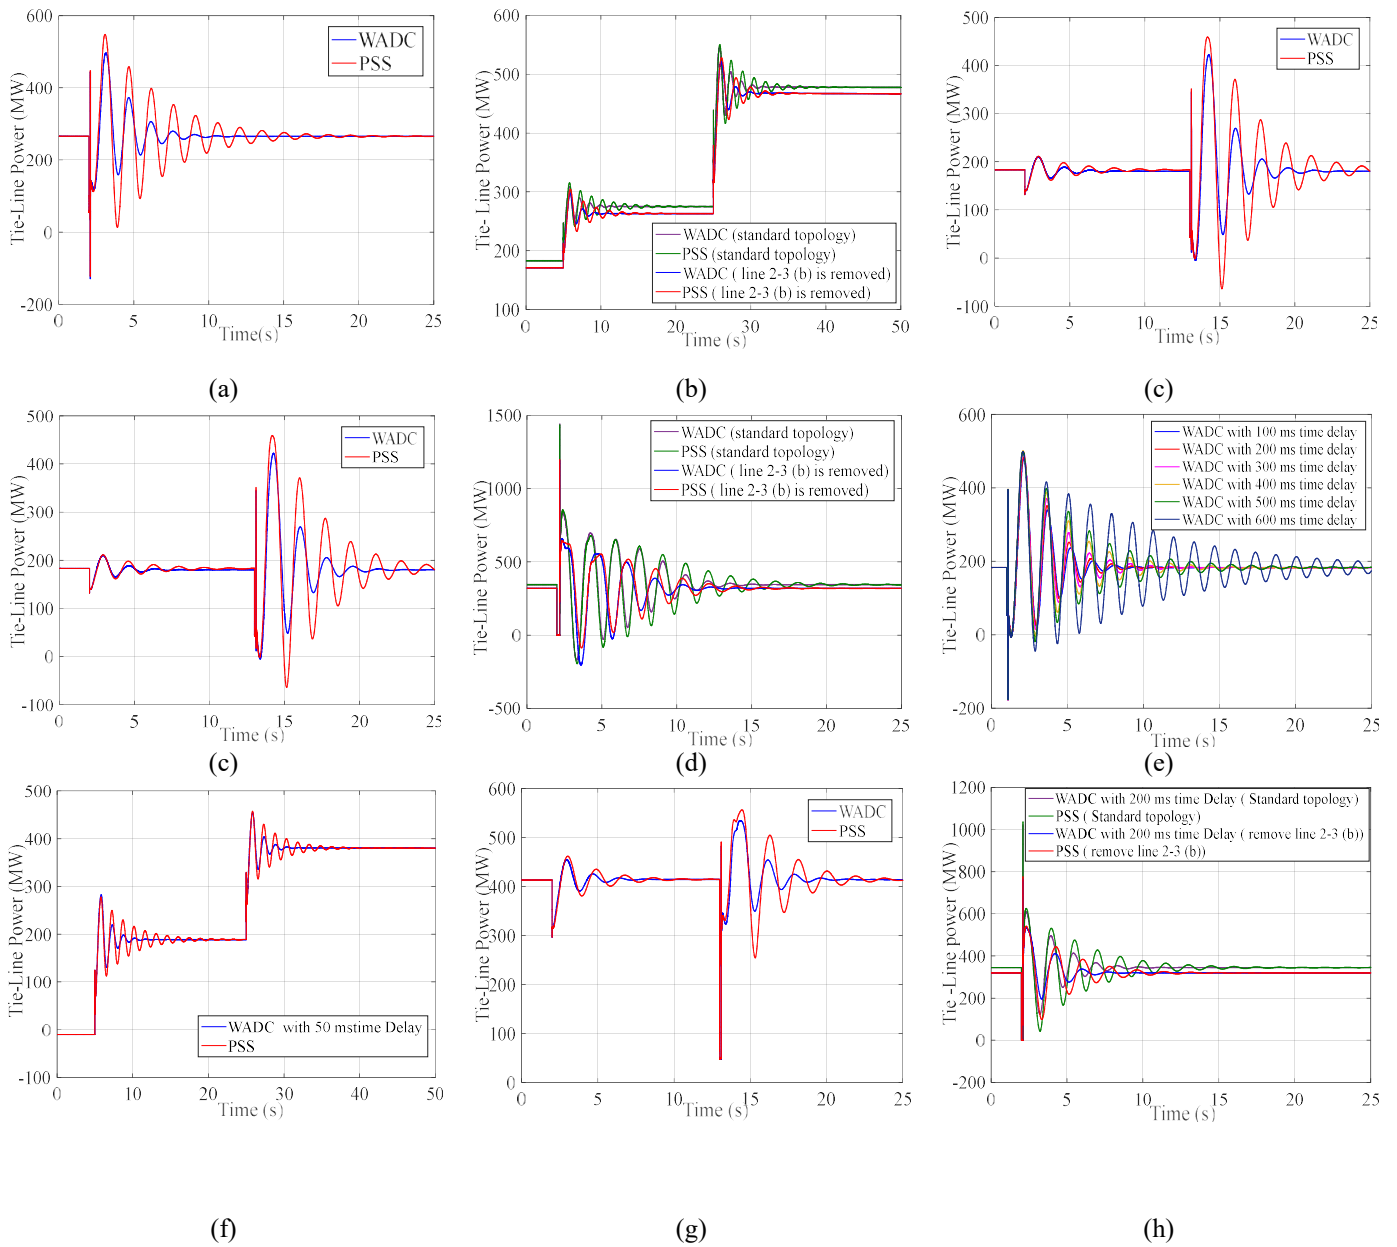 600
400
200
0
-200
0 5 10 15 20 25
Tie-Line Power (MW)
Time(s)
WADC
PSS
(a)
600
500
400
300
200
100
0 10 20 30 40 50
Tie- Line Power (MW)
Time (s)
WADC (standard topology)
PSS (standard topology)
WADC ( line 2-3 (b) is removed)
PSS ( line 2-3 (b) is removed)
(b)
500
400
300
200
100
0
-100
0 5 10 15 20 25
Tie-Line Power (MW)
Time (s)
WADC
PSS
(c)
500
400
300
200
100
0
-100
0 5 10 15 20 25
Tie-Line Power (MW)
Time (s)
WADC
PSS
(c)
1500
1000
500
0
-500
0 5 10 15 20 25
Tie-Line Power (MW)
Time (s)
WADC (standard topology)
PSS (standard topology)
WADC ( line 2-3 (b) is removed)
PSS ( line 2-3 (b) is removed)
(d)
600
400
200
0
-200
0 5 10 15 20 25
Tie-Line Power (MW)
Time (s)
WADC with 100 ms time delay
WADC with 200 ms time delay
WADC with 300 ms time delay
WADC with 400 ms time delay
WADC with 500 ms time delay
WADC with 600 ms time delay
(e)
500
400
300
200
100
0
-100
0 10 20 30 40 50
Tie-Line Power (MW)
Time (s)
WADC with 50 mstime Delay
PSS
(f)
600
500
400
300
200
100
0
0 5 10 15 20 25
Tie-Line Power (MW)
Time (s)
WADC
PSS
(g)
1200
1000
800
600
400
200
0
-200
0 5 10 15 20 25
Tie -Line power (MW)
Time (s)
WADC with 200 ms time Delay ( Standard topology)
PSS ( Standard topology)
WADC with 200 ms time Delay ( remove line 2-3 (b))
PSS ( remove line 2-3 (b))
(h)